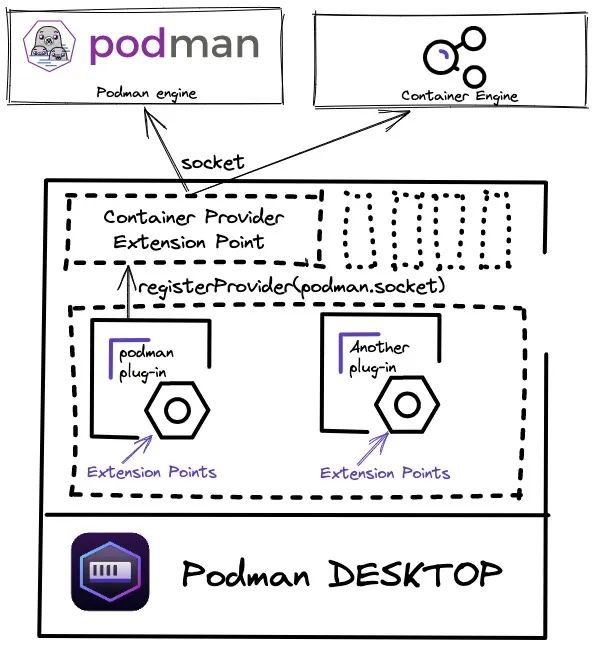 podman
Podman engine
Container Engine
socket
Container Provider
Extension Point
registerProvider(podman.socket)
podman
plug-in
Another
plug-in
Extension Points
Extension Points
Podman DESKTOP